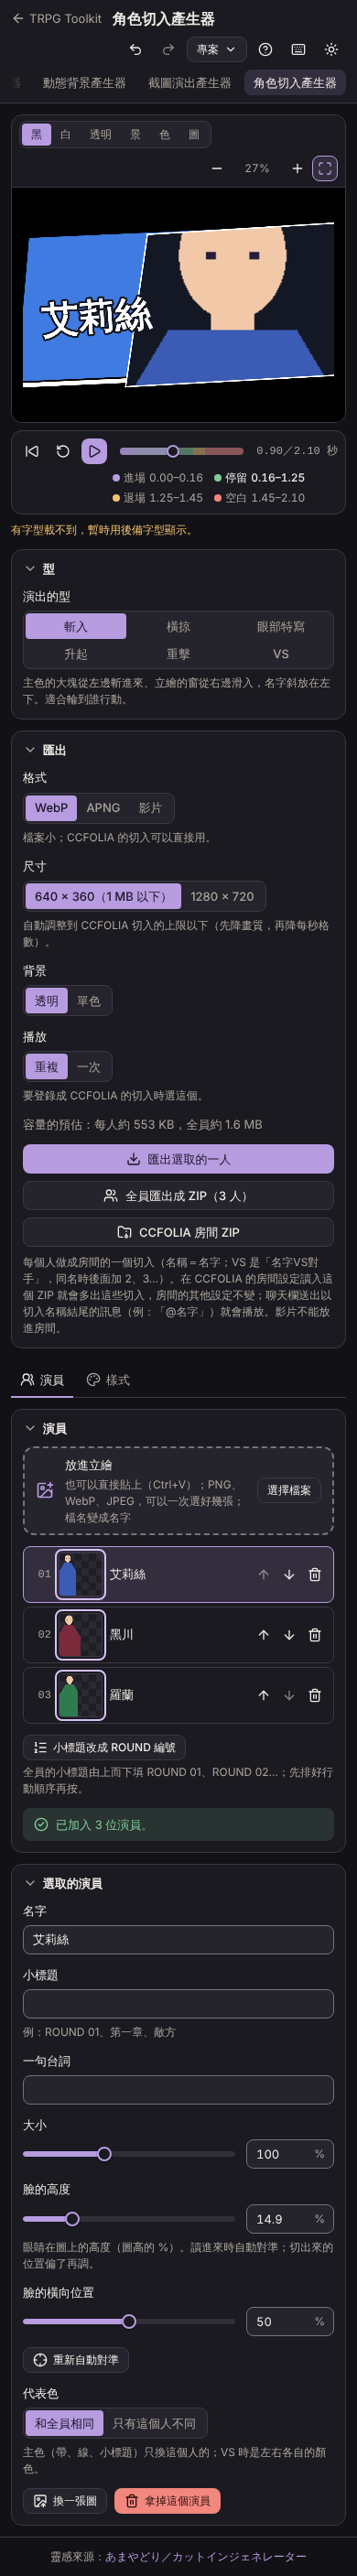 TRPG Toolkit 角色切入產生器
專案
動態背景產生器 截圖演出產生器 角色切入產生器
黑 白 透明 景 色 圖
27%
艾莉絲
0.90／2.10 秒
進場 0.00–0.16 停留 0.16–1.25
退場 1.25–1.45 空白 1.45–2.10
有字型載不到，暫時用後備字型顯示。
型
演出的型
斬入 橫掠 眼部特寫
升起 重擊 VS
主色的大塊從左邊斬進來、立繪的窗從右邊滑入，名字斜放在左
下。適合輪到誰行動。
匯出
格式
WebP APNG 影片
檔案小；CCFOLIA 的切入可以直接用。
尺寸
640 × 360（1 MB 以下） 1280 × 720
自動調整到 CCFOLIA 切入的上限以下（先降畫質，再降每秒格
數）。
背景
透明 單色
播放
重複 一次
要登錄成 CCFOLIA 的切入時選這個。
容量的預估：每人約 553 KB，全員約 1.6 MB
匯出選取的一人
全員匯出成 ZIP（3 人）
CCFOLIA 房間 ZIP
每個人做成房間的一個切入（名稱＝名字；VS 是「名字VS對
手」，同名時後面加 2、3…）。在 CCFOLIA 的房間設定讀入這
個 ZIP 就會多出這些切入，房間的其他設定不變；聊天欄送出以
切入名稱結尾的訊息（例：「@名字」）就會播放。影片不能放
進房間。
演員 樣式
演員
放進立繪
也可以直接貼上（Ctrl+V）；PNG、
WebP、JPEG，可以一次選好幾張；
檔名變成名字
選擇檔案
01 艾莉絲
02 黑川
03 羅蘭
小標題改成 ROUND 編號
全員的小標題由上而下填 ROUND 01、ROUND 02…；先排好行
動順序再按。
已加入 3 位演員。
選取的演員
名字
艾莉絲
小標題
例：ROUND 01、第一章、敵方
一句台詞
大小
100 %
臉的高度
14.9 %
眼睛在圖上的高度（圖高的 %）。請進來時自動對準；切出來的
位置偏了再調。
臉的橫向位置
50 %
重新自動對準
代表色
和全員相同 只有這個人不同
主色（帶、線、小標題）只換這個人的；VS 時是左右各自的顏
色。
換一張圖 拿掉這個演員
靈感來源：あまやどり／カットインジェネレーター